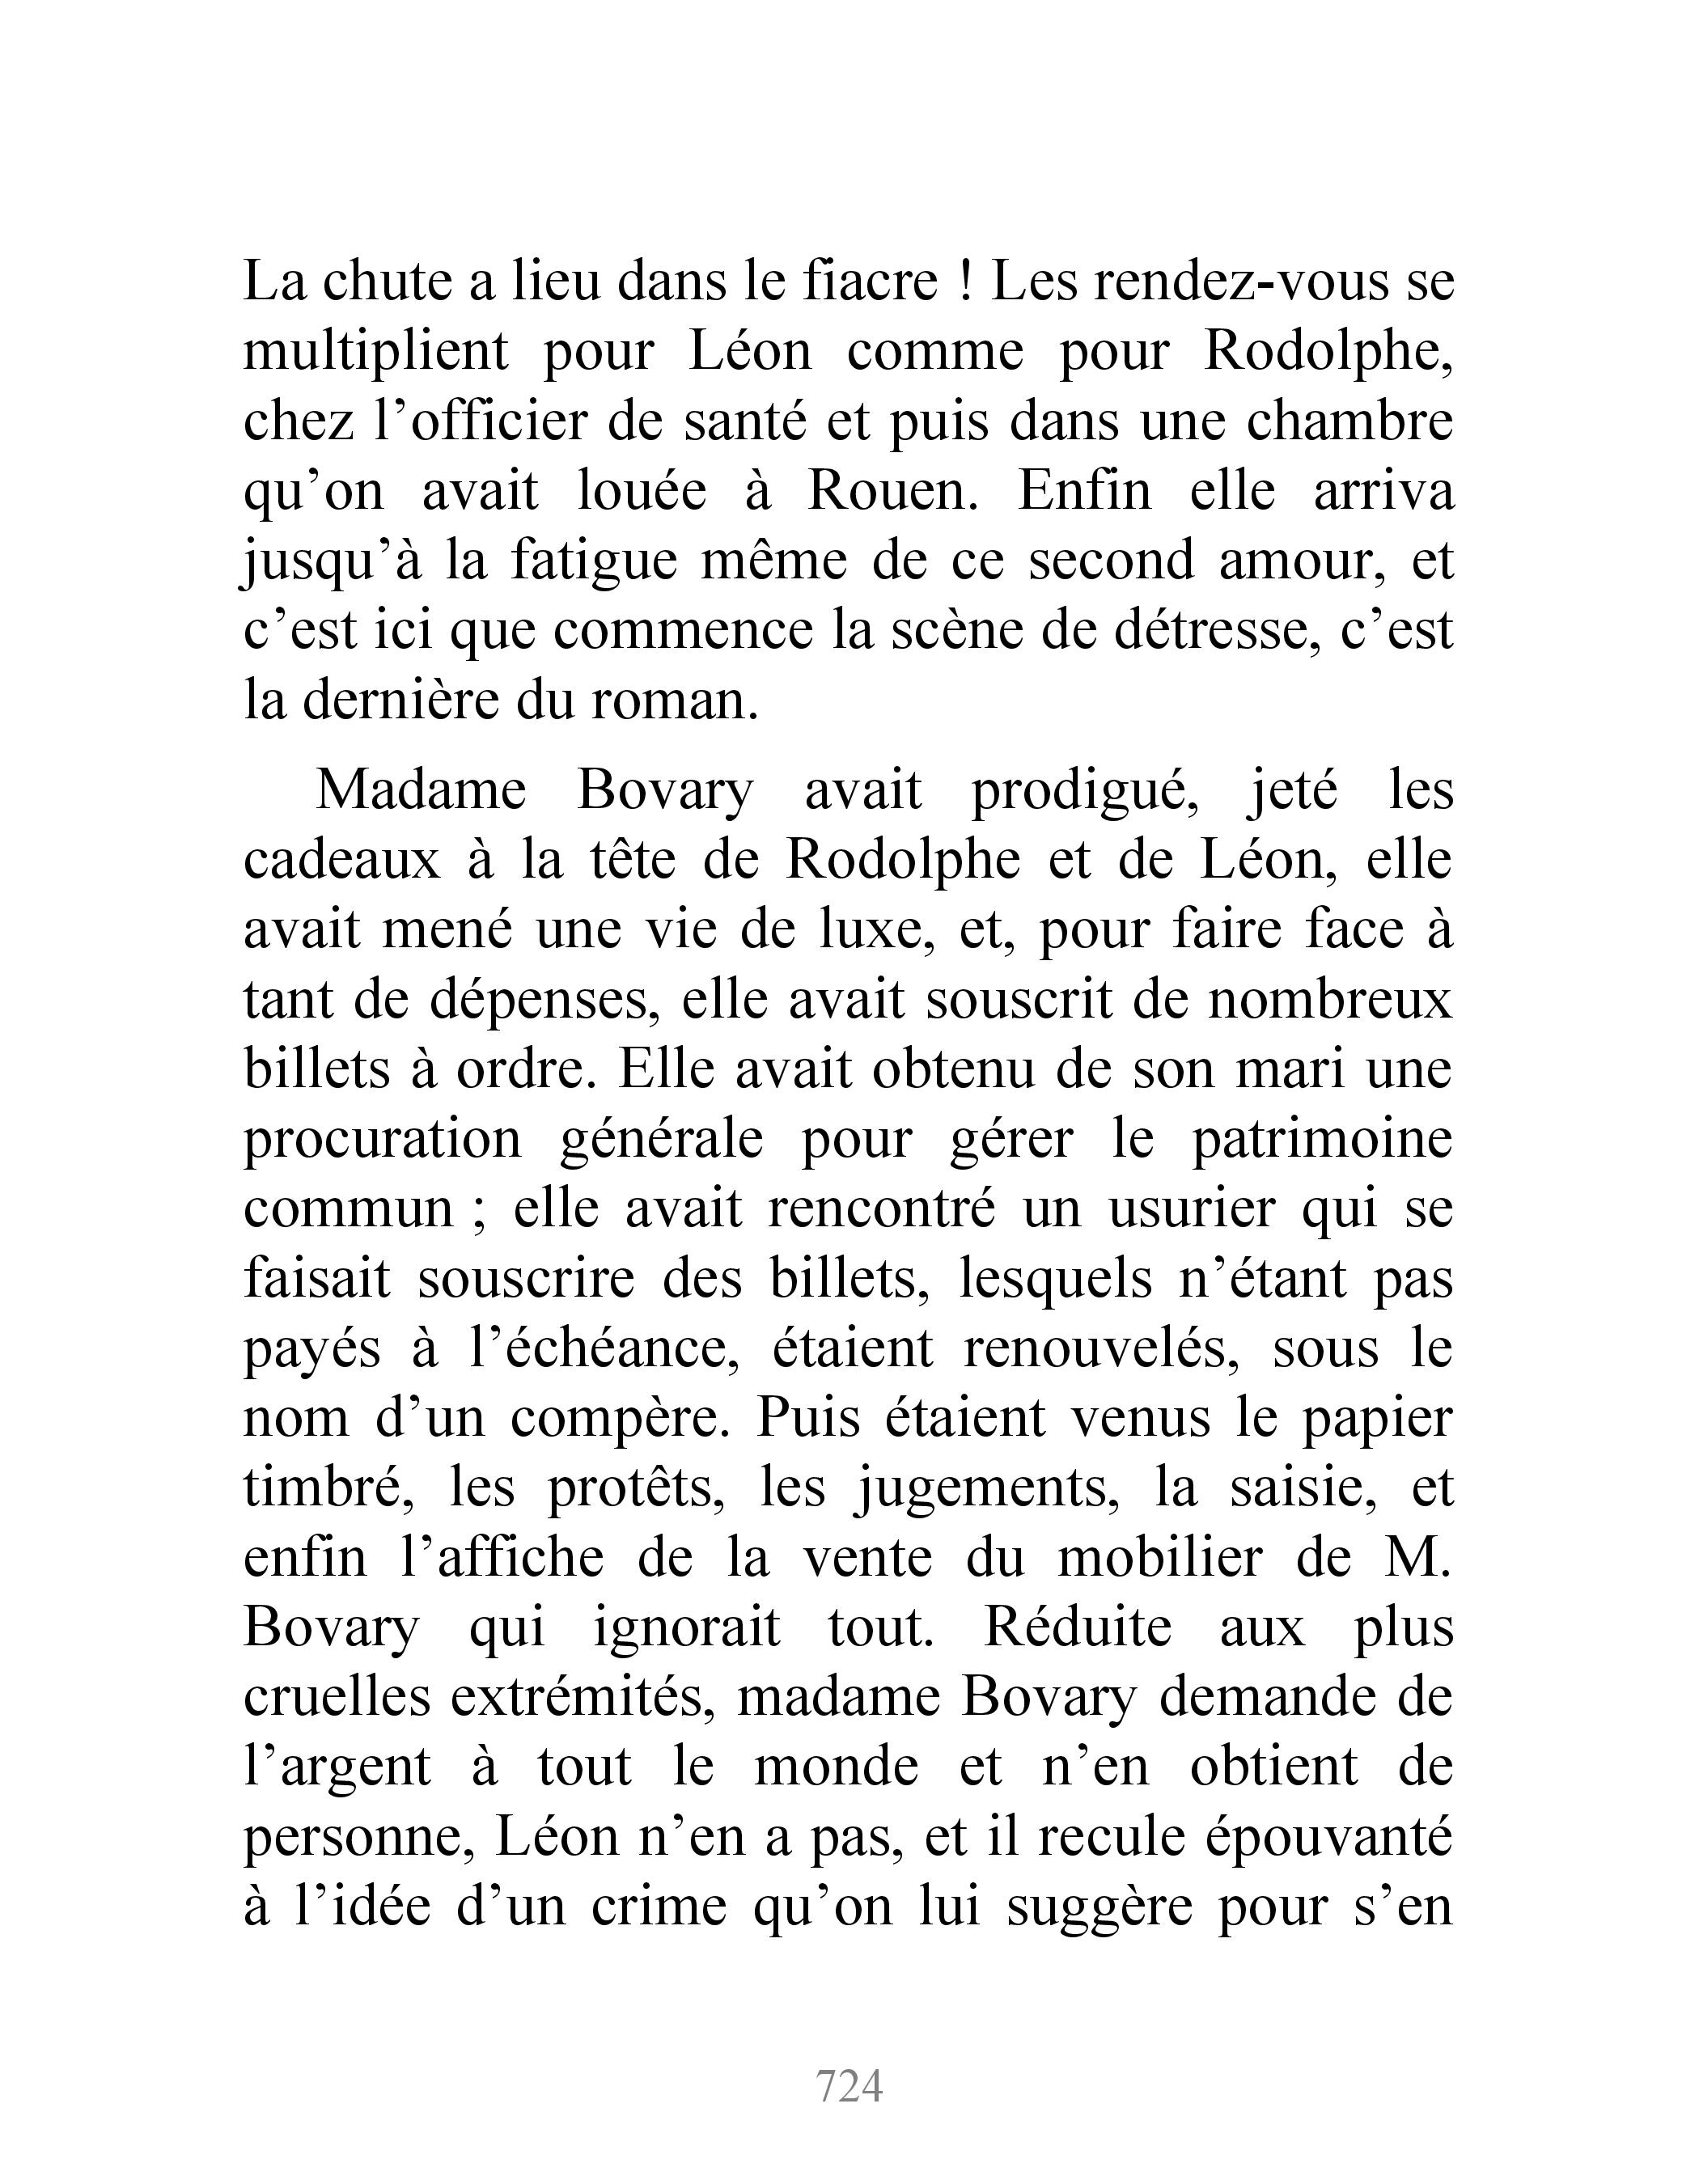 La chute a lieu dans le fiacre ! Les rendez-vous se
multiplient pour Léon comme pour Rodolphe,
chez l’officier de santé et puis dans une chambre
qu’on avait louée à Rouen. Enfin elle arriva
jusqu’à la fatigue même de ce second amour, et
c’est ici que commence la scène de détresse, c’est
la dernière du roman.
Madame Bovary avait prodigué, jeté les
cadeaux à la tête de Rodolphe et de Léon, elle
avait mené une vie de luxe, et, pour faire face à
tant de dépenses, elle avait souscrit de nombreux
billets à ordre. Elle avait obtenu de son mari une
procuration générale pour gérer le patrimoine
commun ; elle avait rencontré un usurier qui se
faisait souscrire des billets, lesquels n’étant pas
payés à l’échéance, étaient renouvelés, sous le
nom d’un compère. Puis étaient venus le papier
timbré, les protêts, les jugements, la saisie, et
enfin l’affiche de la vente du mobilier de M.
Bovary qui ignorait tout. Réduite aux plus
cruelles extrémités, madame Bovary demande de
l’argent à tout le monde et n’en obtient de
personne, Léon n’en a pas, et il recule épouvanté
à l’idée d’un crime qu’on lui suggère pour s’en
724